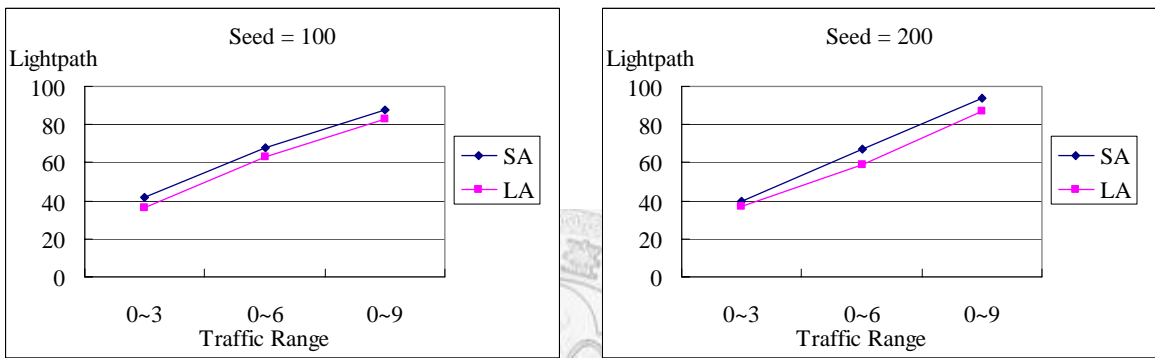 Seed = 100
Lightpath
100
80
60
40
20
0
0~3
0~6
0~9
Traffic Range
SA
LA
Seed = 200
Lightpath
100
80
60
40
20
0
0~3
0~6
0~9
Traffic Range
SA
LA